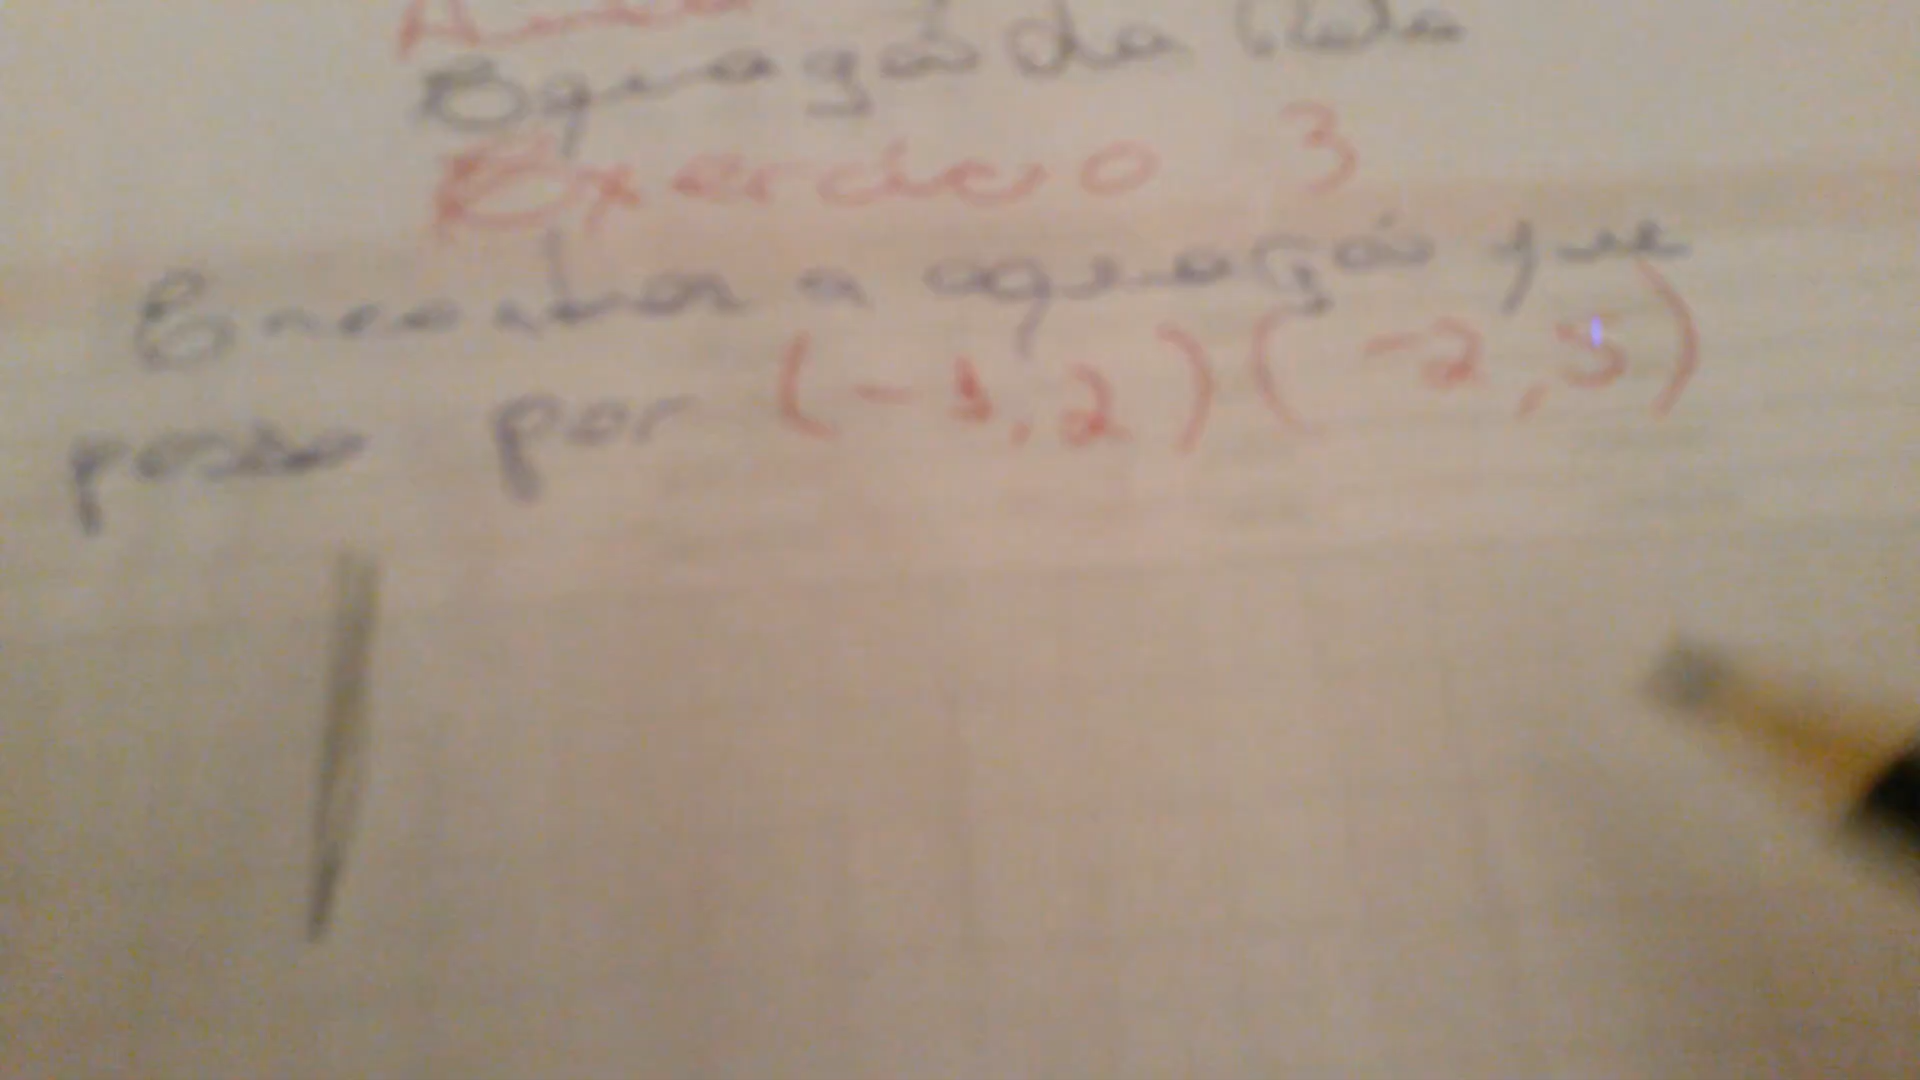 Equação da Reta
Exercício 3
Encontrar a equação que
passa por (-1,2) (-2,5)